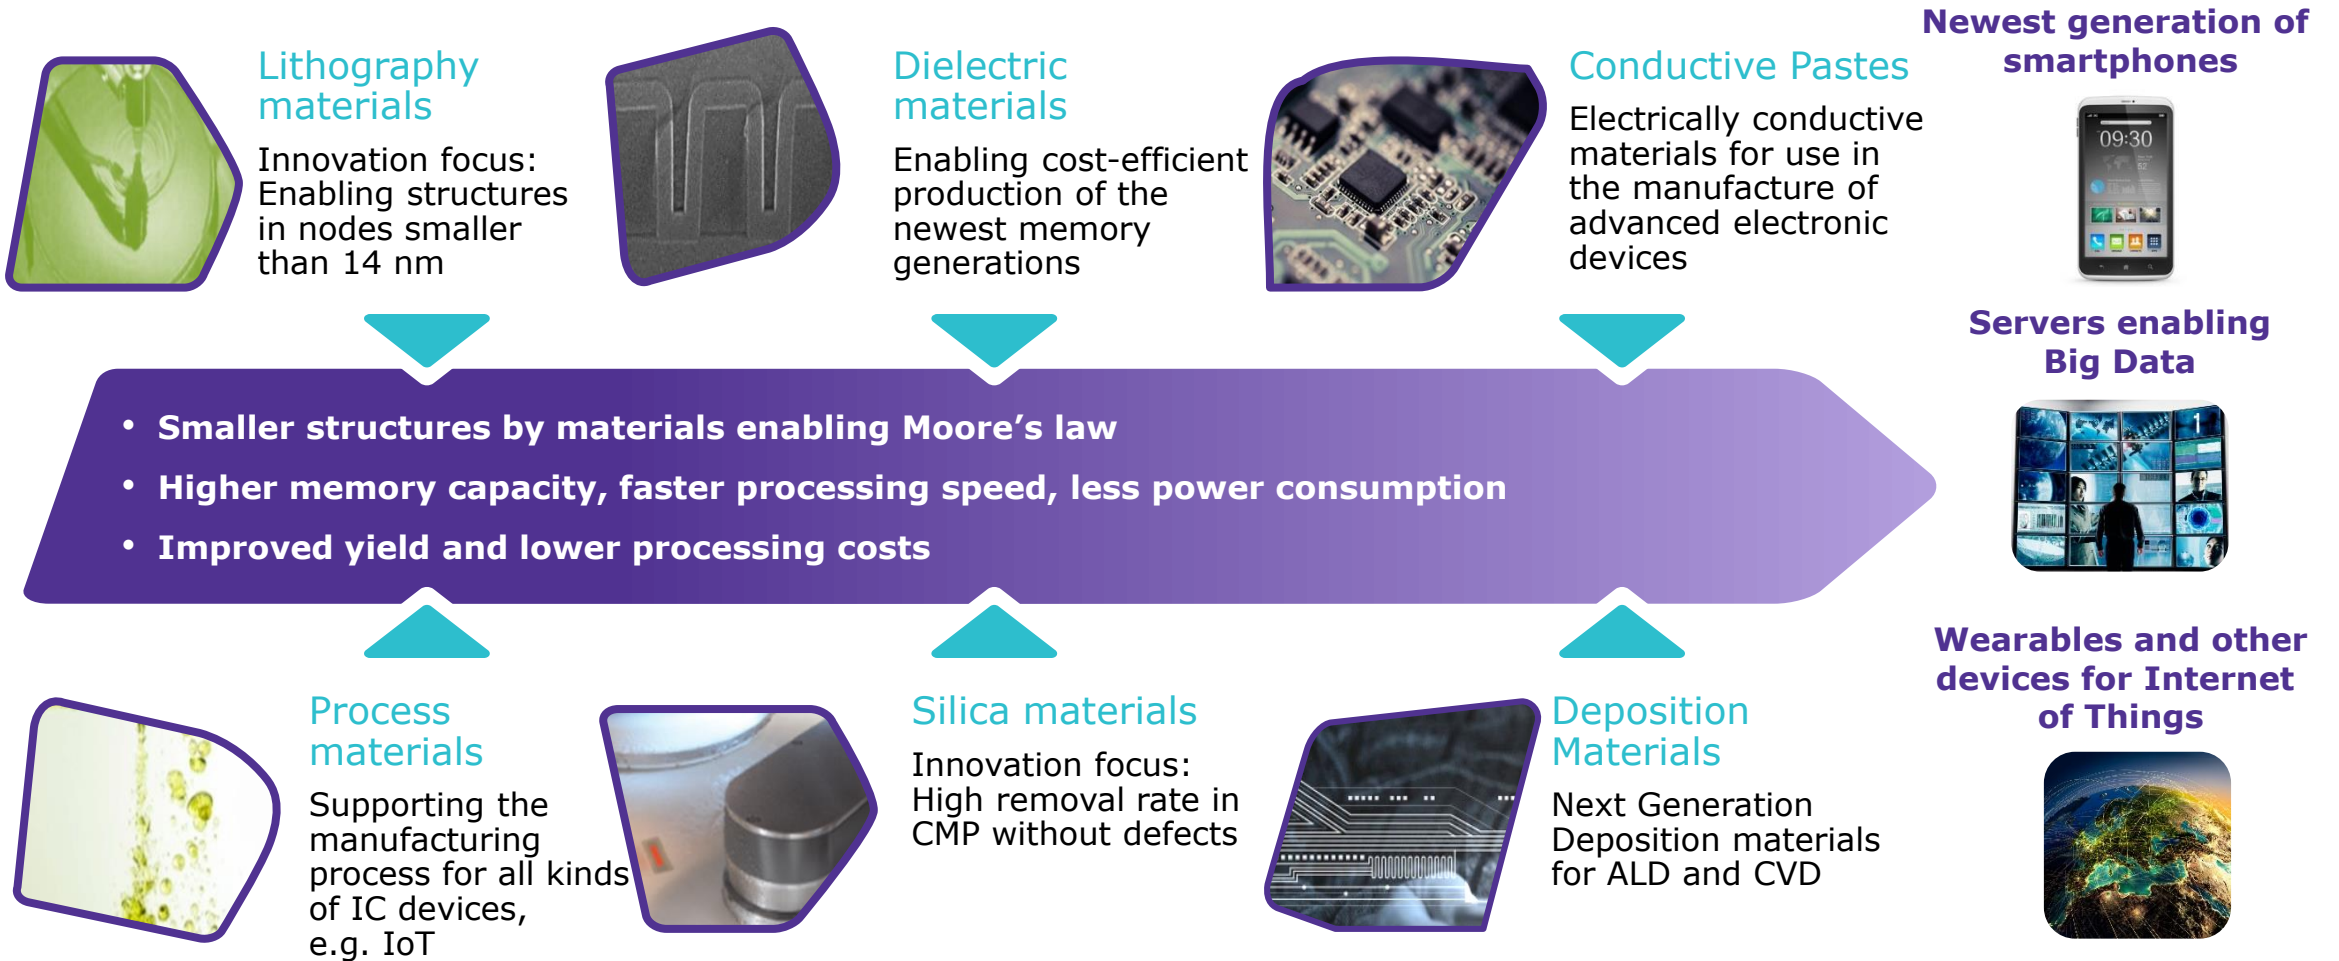 Lithography
materials
Innovation focus:
Enabling structures
in nodes smaller
than 14 nm
Dielectric
materials
Enabling cost-efficient
production of the
newest memory
generations
Conductive Pastes
Electrically conductive
materials for use in
the manufacture of
advanced electronic
devices
Newest generation of
smartphones
09:30
Servers enabling
Big Data
1
• Smaller structures by materials enabling Moore’s law
• Higher memory capacity, faster processing speed, less power consumption
• Improved yield and lower processing costs
Process
materials
Supporting the
manufacturing
process for all kinds
of IC devices,
e.g. IoT
Silica materials
Innovation focus:
High removal rate in
CMP without defects
Deposition
Materials
Next Generation
Deposition materials
for ALD and CVD
Wearables and other
devices for Internet
of Things